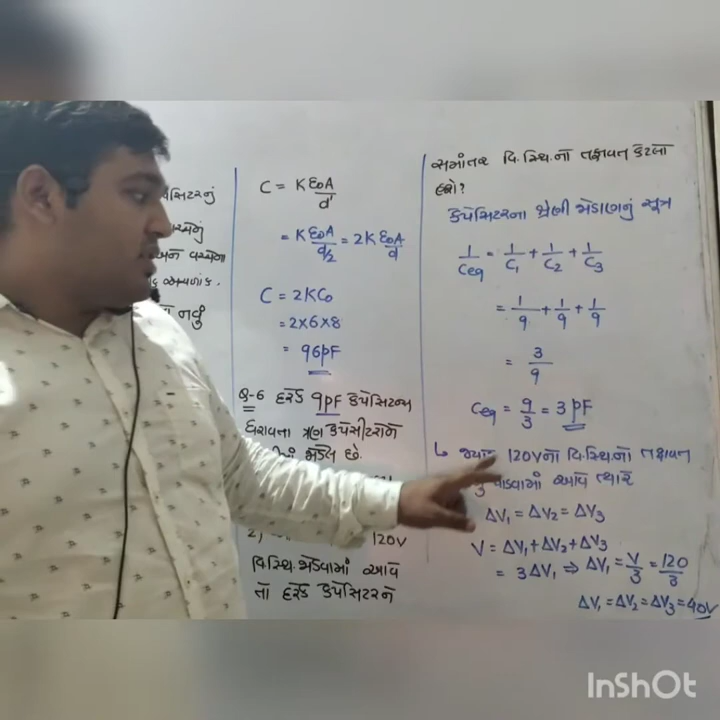 C = Kε₀A/d'
= Kε₀A/d/2 = 2Kε₀A/d
C = 2KC₀
= 2×6×8
= 96pF
Q-6 દરેક 9pF કેપેસિટન્સ
ધરાવતા ત્રણ કેપેસીટરોને
જોડેલ છે.
2) 120V
વિ.સ્થિ. જોડવામાં આવે
તો દરેક કેપેસિટરને
સમાંતર વિ.સ્થિ.નો તફાવત કેટલો
હશે?
કેપેસિટરના શ્રેણી જોડાણનું સૂત્ર
1/Ceq = 1/C₁ + 1/C₂ + 1/C₃
= 1/9 + 1/9 + 1/9
= 3/9
Ceq = 9/3 = 3 pF
120Vનો વિ.સ્થિ.નો તફાવત
આવે ત્યારે
ΔV₁ = ΔV₂ = ΔV₃
V = ΔV₁ + ΔV₂ + ΔV₃
= 3ΔV₁ ⇒ ΔV₁ = V/3 = 120/3
ΔV₁ = ΔV₂ = ΔV₃ = 40V
InShOt